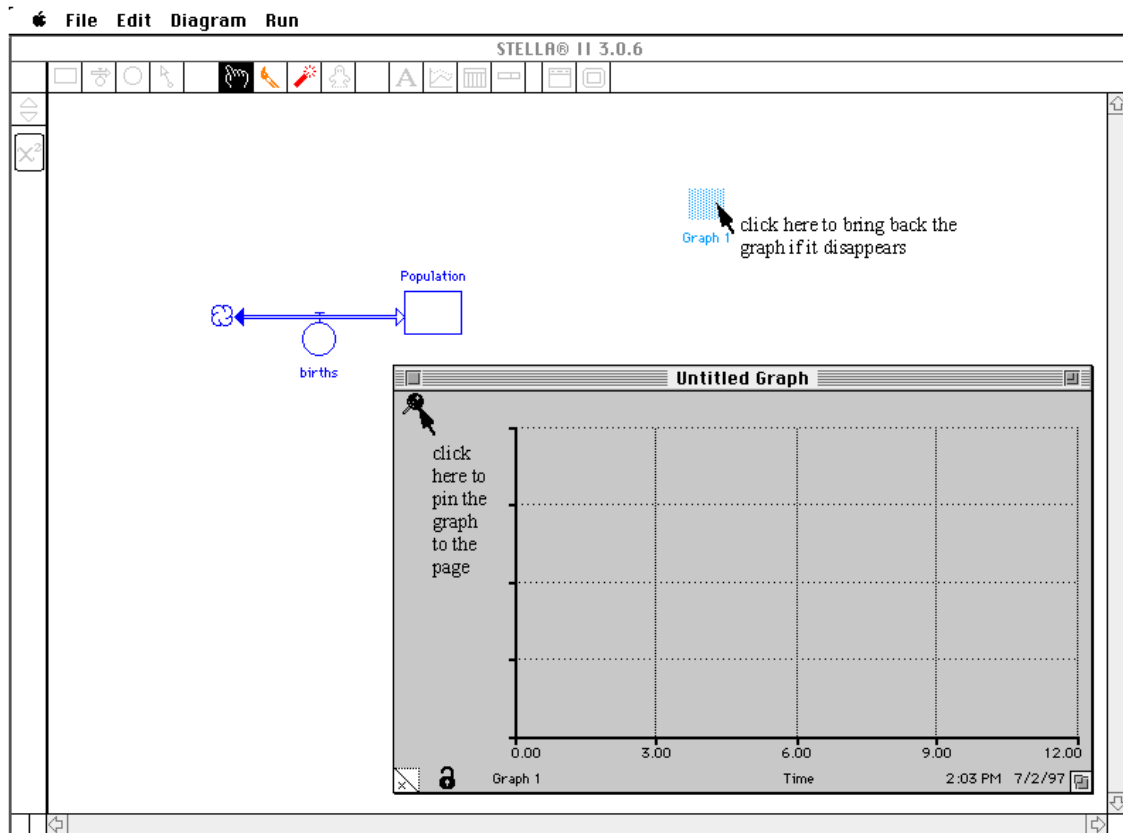 File Edit Diagram Run
STELLA® II 3.0.6
A
x²
click here to bring back the
graph if it disappears
Graph 1
Population
births
Untitled Graph
click
here to
pin the
graph
to the
page
0.00 3.00 6.00 9.00 12.00
Graph 1 Time 2:03 PM 7/2/97